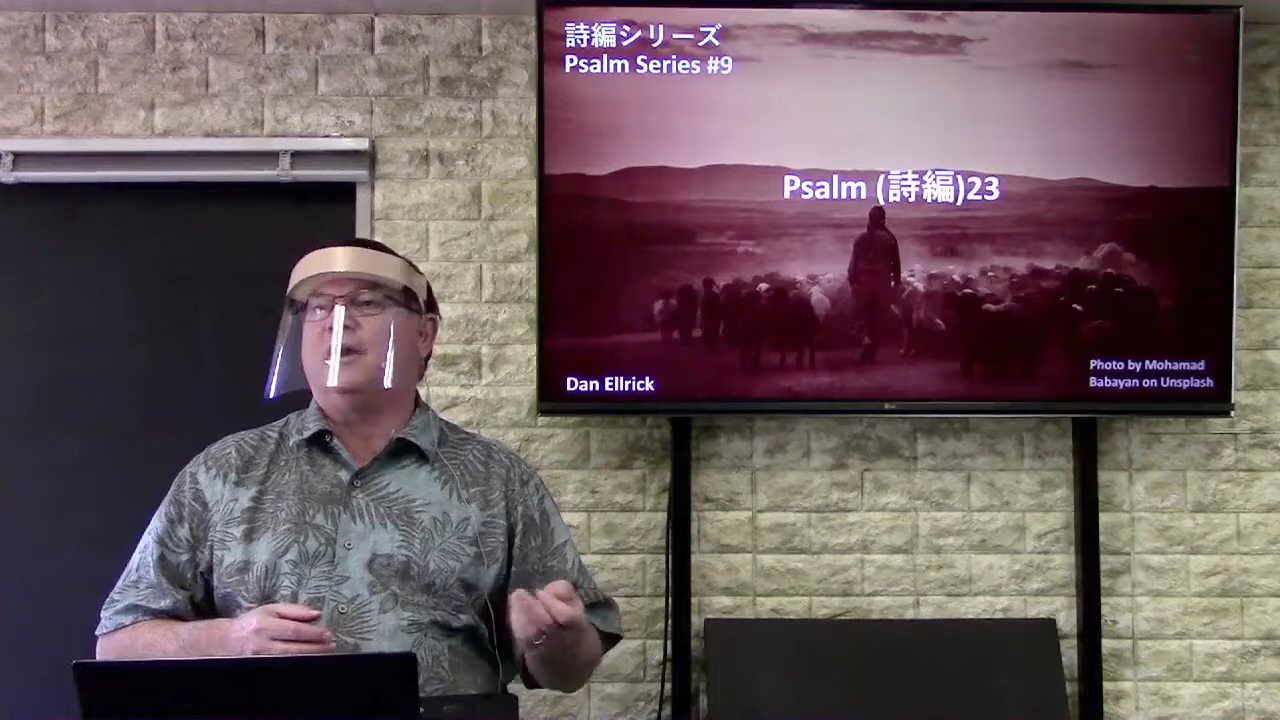 詩編シリーズ
Psalm Series #9
Psalm (詩編)23
Dan Ellrick
Photo by Mohamad
Babayan on Unsplash
LG